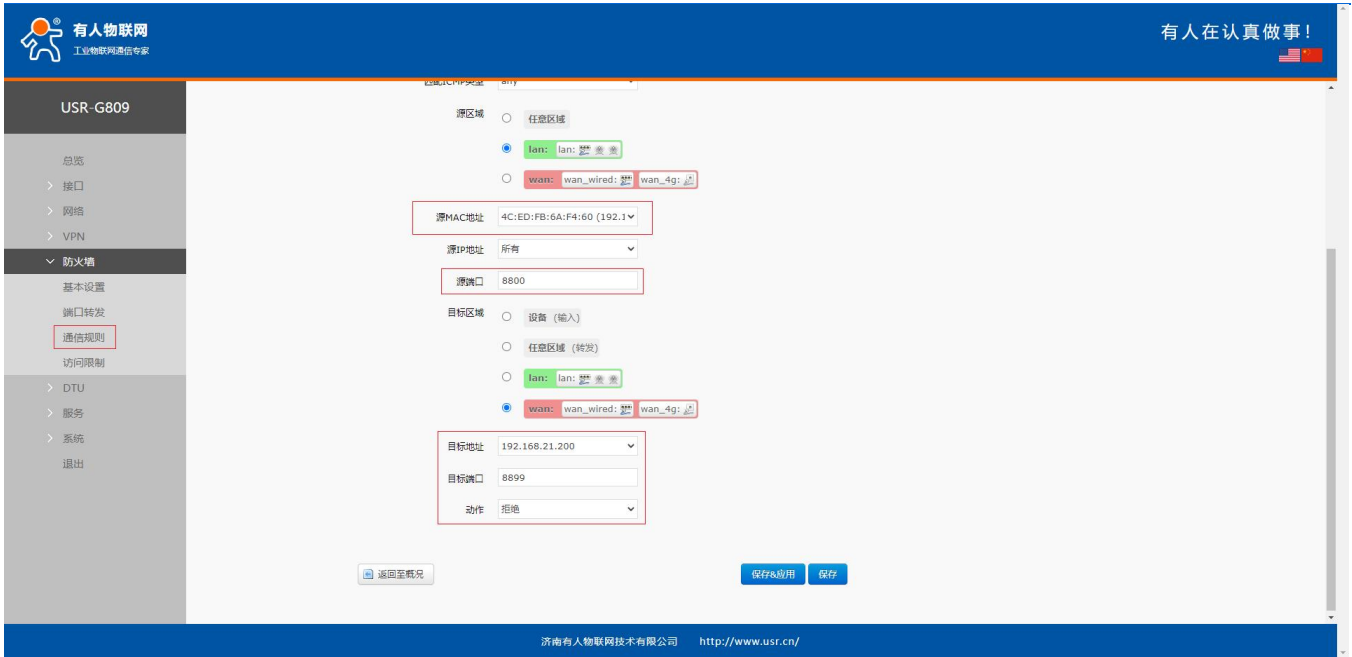 有人物联网
工业物联网通信专家
有人在认真做事！
USR-G809
总览
接口
网络
VPN
防火墙
基本设置
端口转发
通信规则
访问限制
DTU
服务
系统
退出
匹配ICMP类型 any
源区域 任意区域
lan: lan:
wan: wan_wired: wan_4g:
源MAC地址 4C:ED:FB:6A:F4:60 (192.1
源IP地址 所有
源端口 8800
目标区域 设备 (输入)
任意区域 (转发)
lan: lan:
wan: wan_wired: wan_4g:
目标地址 192.168.21.200
目标端口 8899
动作 拒绝
返回至概况 保存&应用 保存
济南有人物联网技术有限公司 http://www.usr.cn/